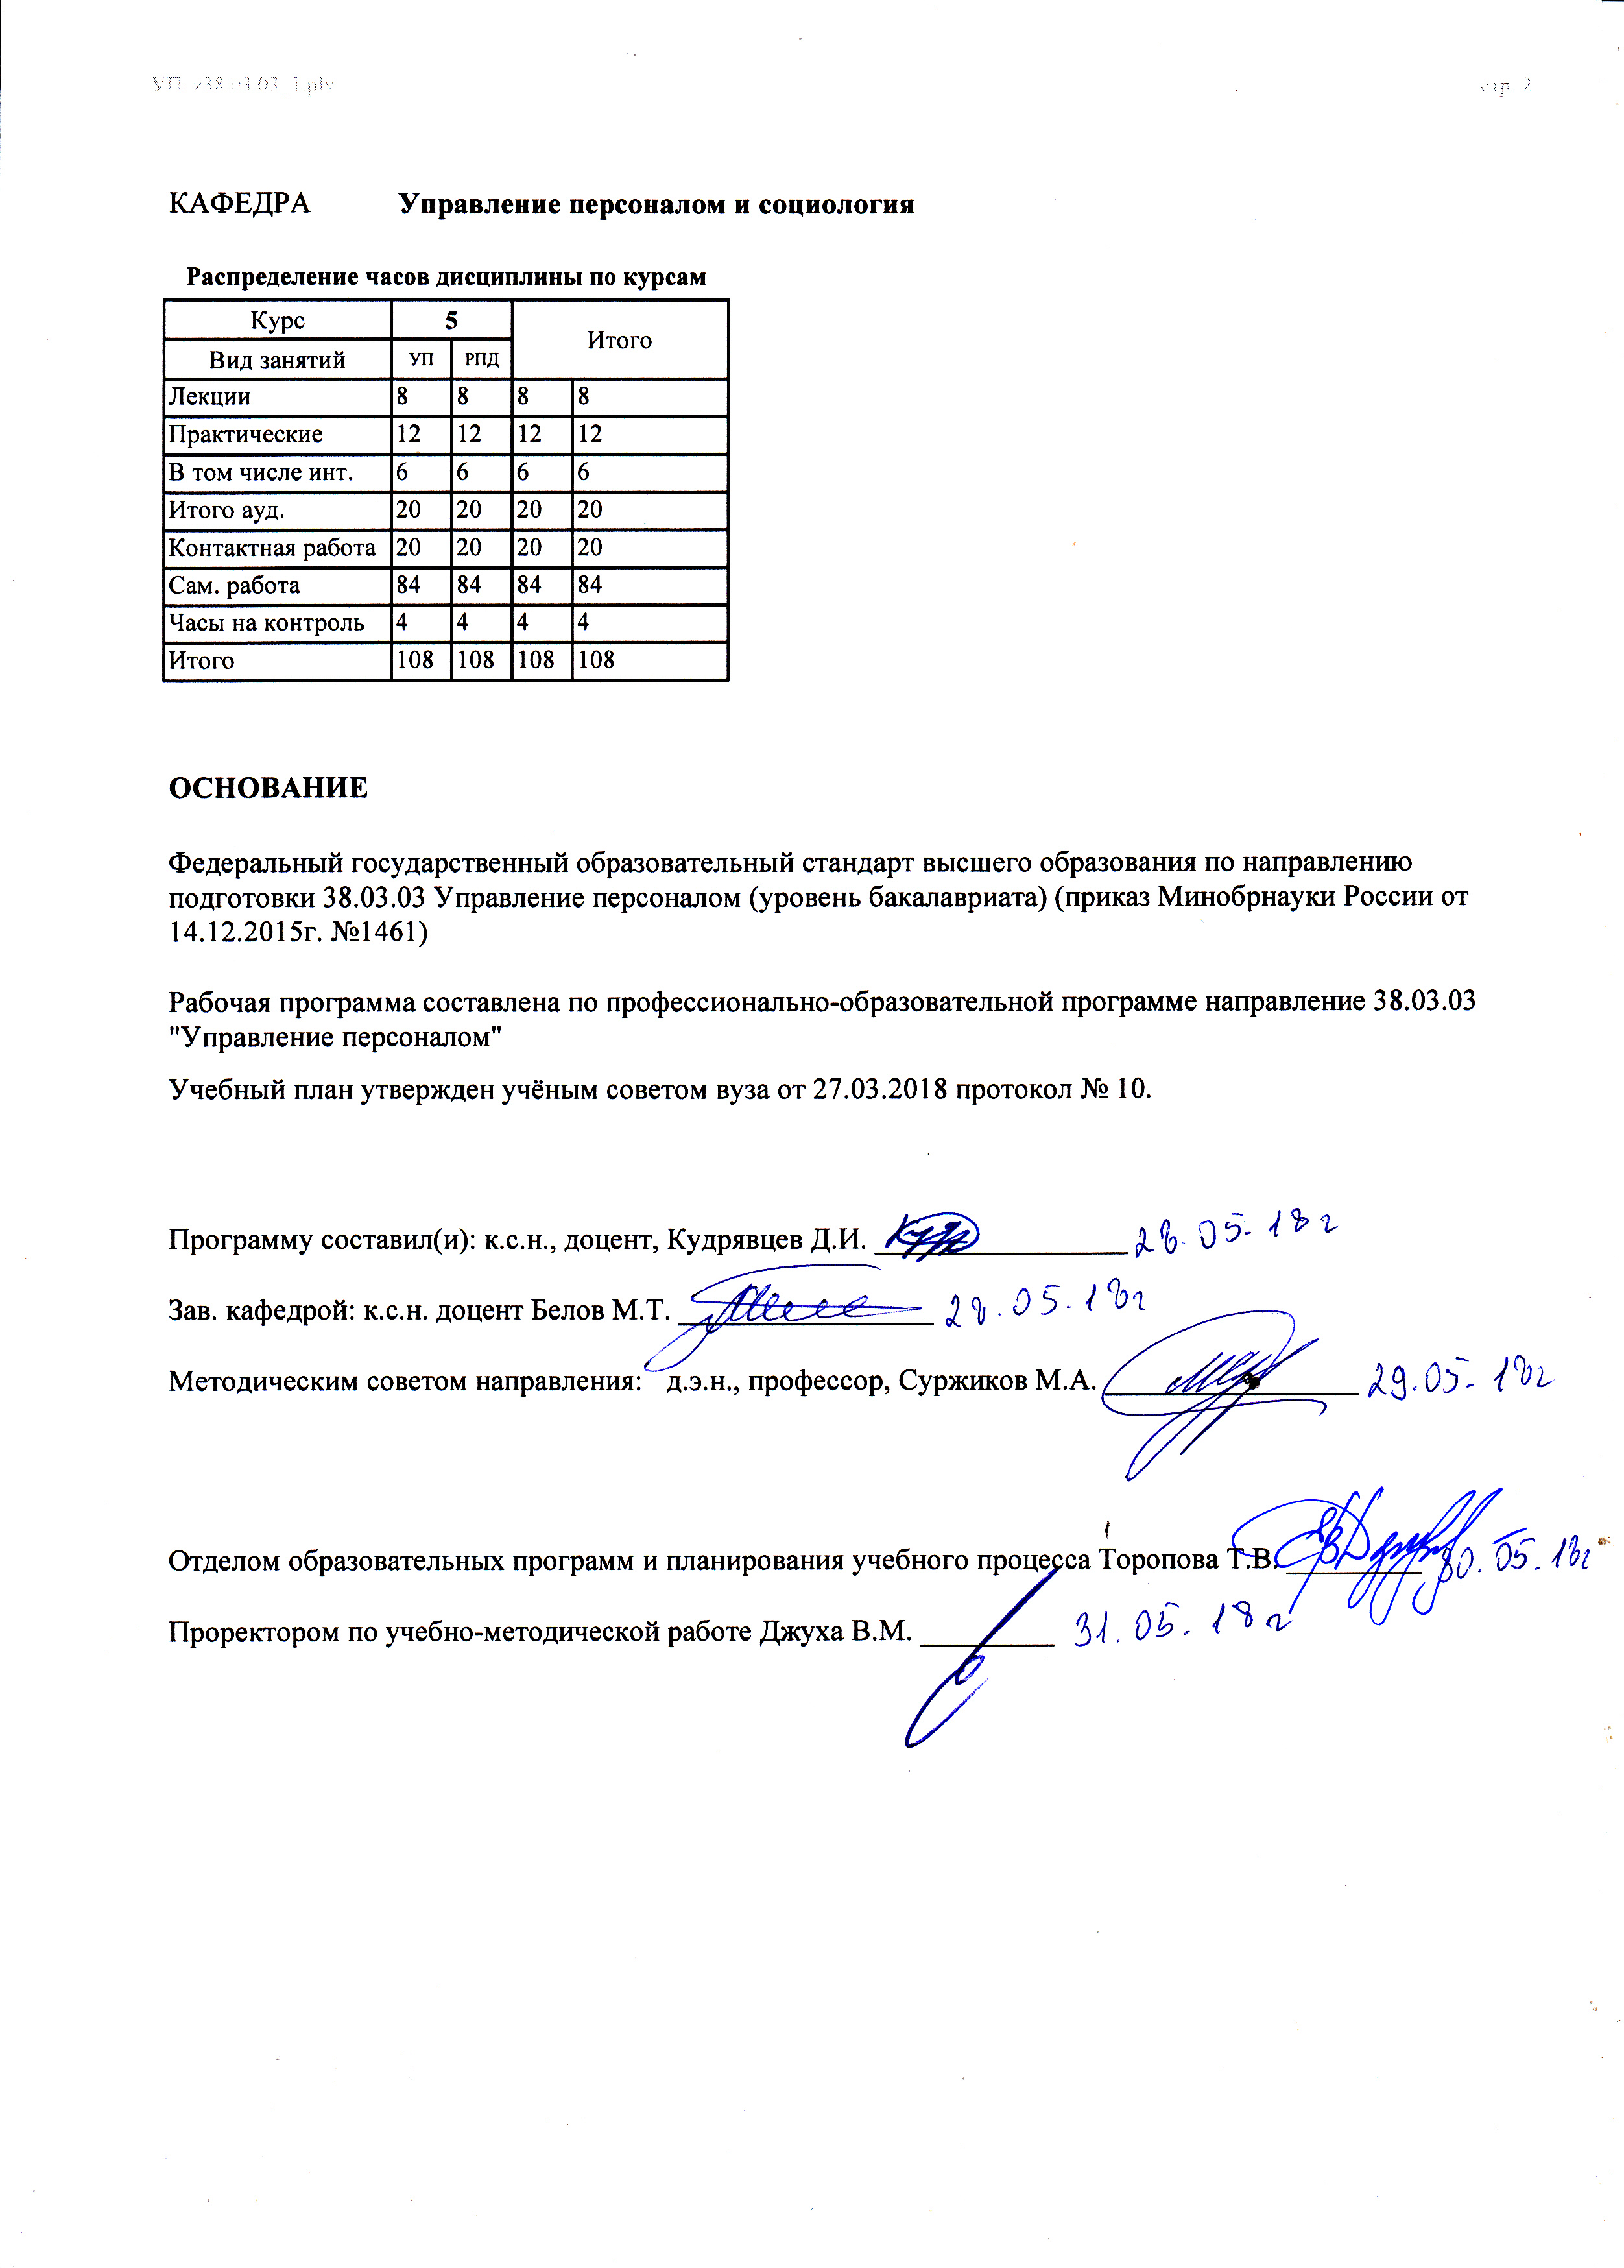 УП: z38.03.03_1.plx стр. 2
КАФЕДРА Управление персоналом и социология
Распределение часов дисциплины по курсам
Курс 5 Итого
Вид занятий УП РПД
Лекции 8 8 8 8
Практические 12 12 12 12
В том числе инт. 6 6 6 6
Итого ауд. 20 20 20 20
Контактная работа 20 20 20 20
Сам. работа 84 84 84 84
Часы на контроль 4 4 4 4
Итого 108 108 108 108
ОСНОВАНИЕ
Федеральный государственный образовательный стандарт высшего образования по направлению
подготовки 38.03.03 Управление персоналом (уровень бакалавриата) (приказ Минобрнауки России от
14.12.2015г. №1461)
Рабочая программа составлена по профессионально-образовательной программе направление 38.03.03
"Управление персоналом"
Учебный план утвержден учёным советом вуза от 27.03.2018 протокол № 10.
Программу составил(и): к.с.н., доцент, Кудрявцев Д.И. 28.05.18г
Зав. кафедрой: к.с.н. доцент Белов М.Т. 28.05.18г
Методическим советом направления: д.э.н., профессор, Суржиков М.А. 29.05.18г
Отделом образовательных программ и планирования учебного процесса Торопова Т.В. 30.05.18г
Проректором по учебно-методической работе Джуха В.М. 31.05.18г